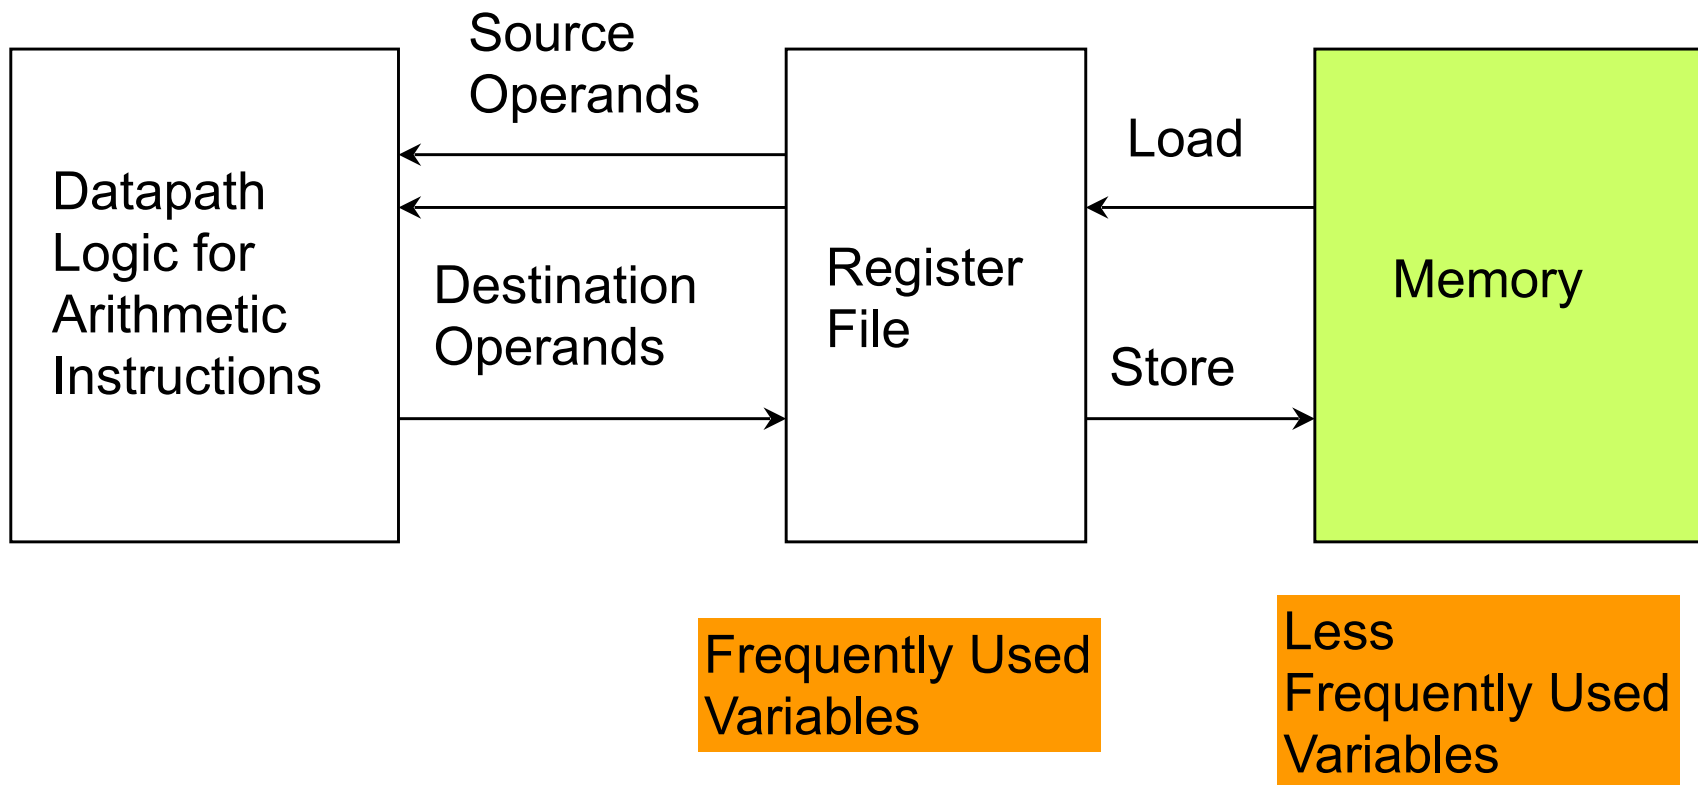 Source
Operands
Datapath
Logic for
Arithmetic
Instructions
Destination
Operands
Register
File
Load
Store
Memory
Frequently Used
Variables
Less
Frequently Used
Variables